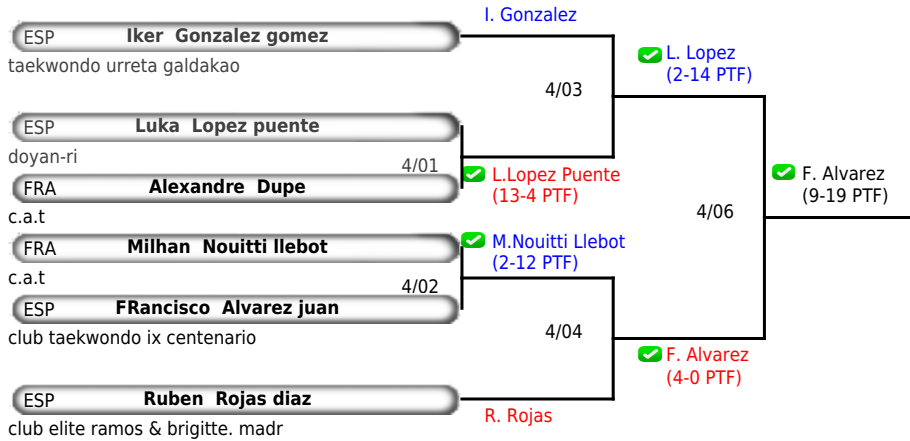 I. Gonzalez
ESP Iker Gonzalez gomez
taekwondo urreta galdakao
L. Lopez
(2-14 PTF)
4/03
ESP Luka Lopez puente
doyan-ri
4/01
L.Lopez Puente
(13-4 PTF)
FRA Alexandre Dupe
c.a.t
F. Alvarez
(9-19 PTF)
4/06
FRA Milhan Nouitti llebot
c.a.t
M.Nouitti Llebot
(2-12 PTF)
4/02
ESP FRancisco Alvarez juan
club taekwondo ix centenario
4/04
F. Alvarez
(4-0 PTF)
ESP Ruben Rojas diaz
R. Rojas
club elite ramos & brigitte. madr